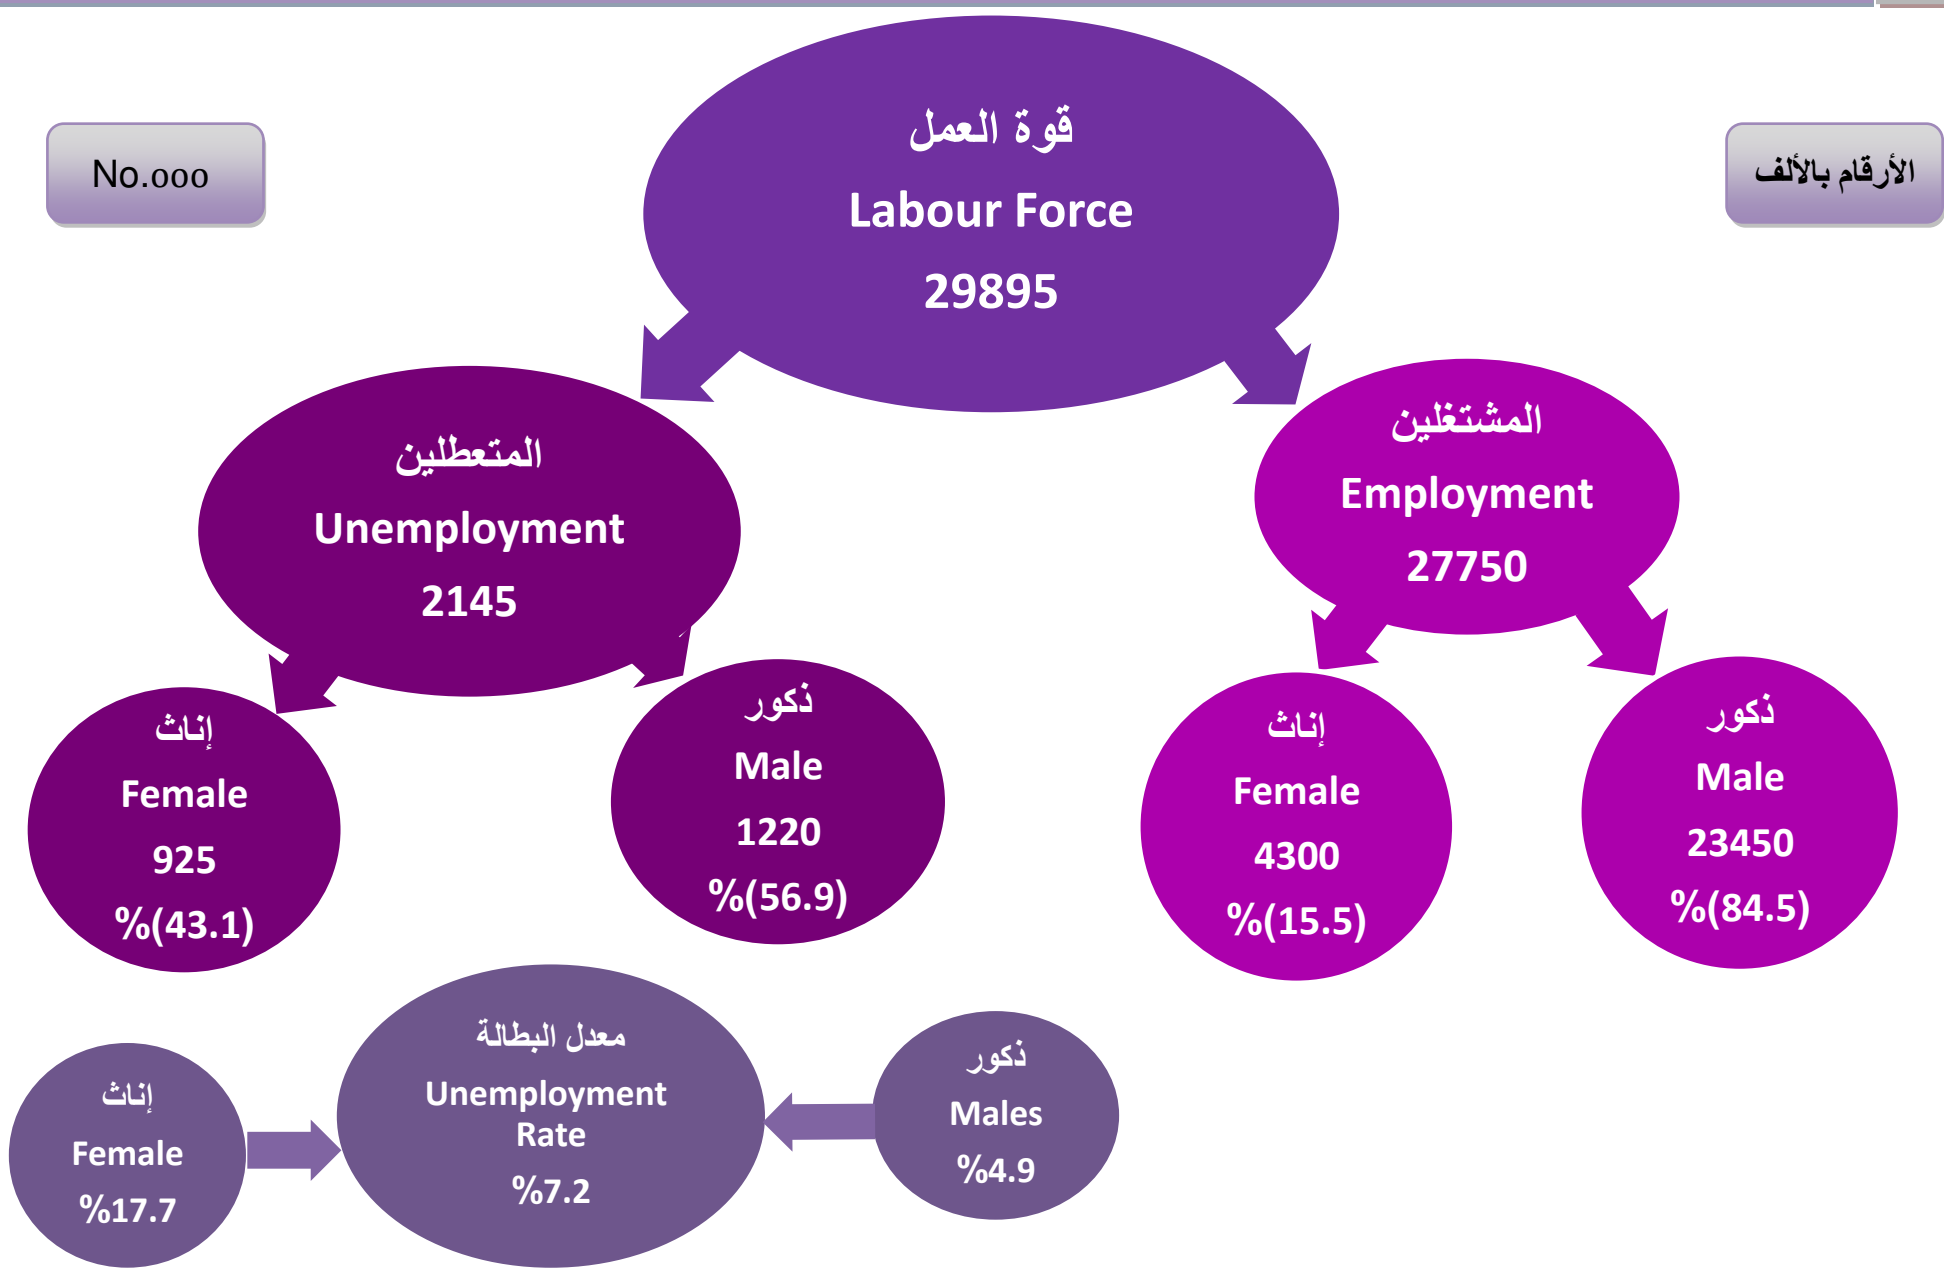 قوة العمل
Labour Force
29895
No.ooo
الأرقام بالألف
المتعطلين
Unemployment
2145
المشتغلين
Employment
27750
إناث
Female
925
%(43.1)
ذكور
Male
1220
%(56.9)
إناث
Female
4300
%(15.5)
ذكور
Male
23450
%(84.5)
إناث
Female
%17.7
معدل البطالة
Unemployment
Rate
%7.2
ذكور
Males
%4.9